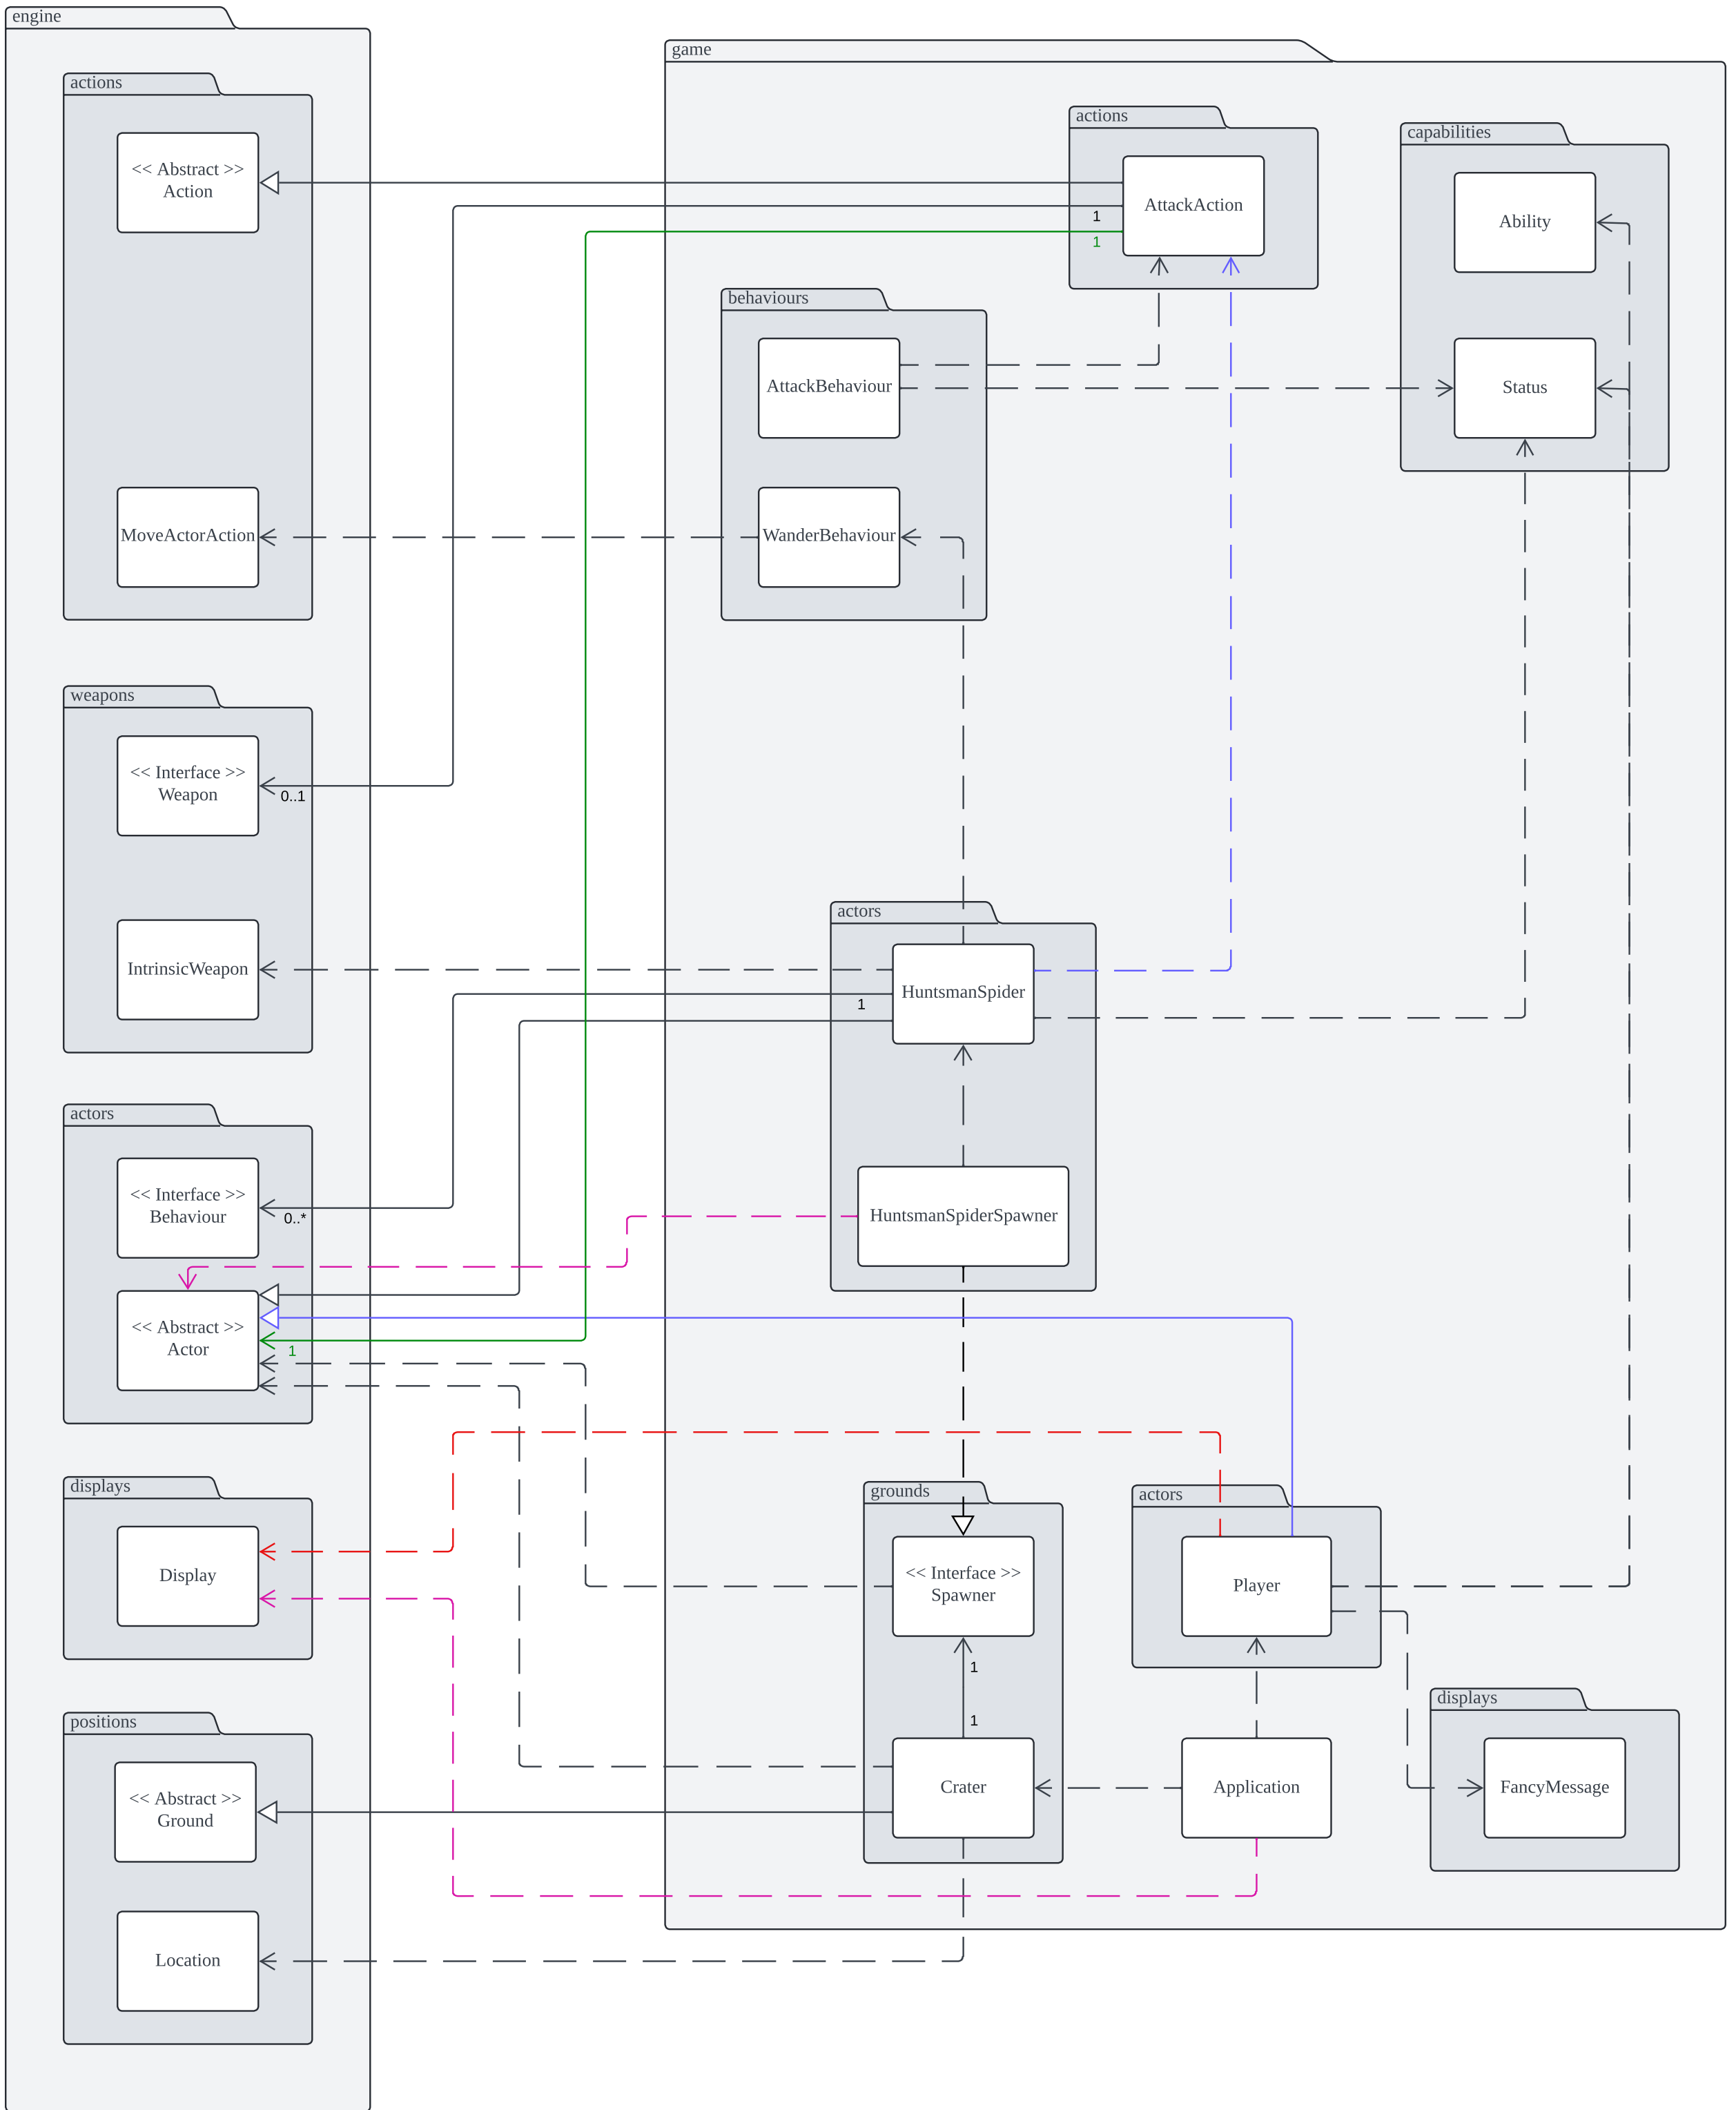 engine
actions
<< Abstract >>
Action
MoveActorAction
weapons
<< Interface >>
Weapon
0..1
IntrinsicWeapon
actors
<< Interface >>
Behaviour
0..*
<< Abstract >>
Actor
1
displays
Display
positions
<< Abstract >>
Ground
Location
game
actions
AttackAction
1
1
capabilities
Ability
Status
behaviours
AttackBehaviour
WanderBehaviour
actors
HuntsmanSpider
1
HuntsmanSpiderSpawner
grounds
<< Interface >>
Spawner
1
1
Crater
actors
Player
Application
displays
FancyMessage